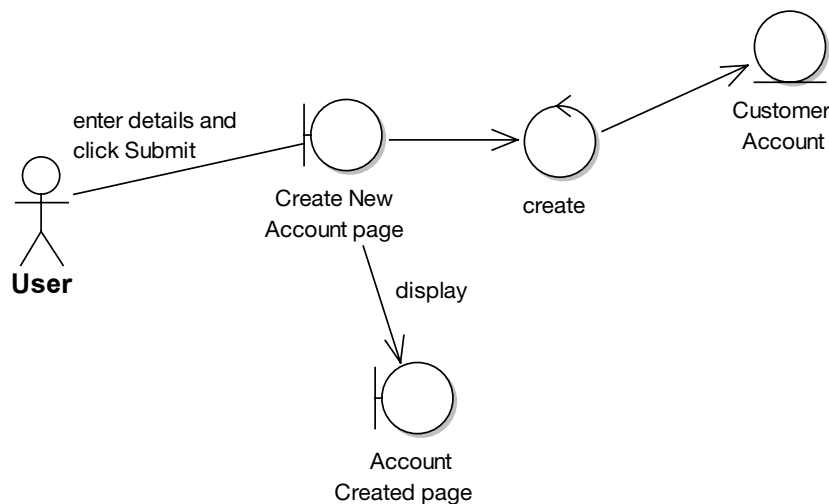 enter details and
click Submit
User
Create New
Account page
create
Customer
Account
display
Account
Created page